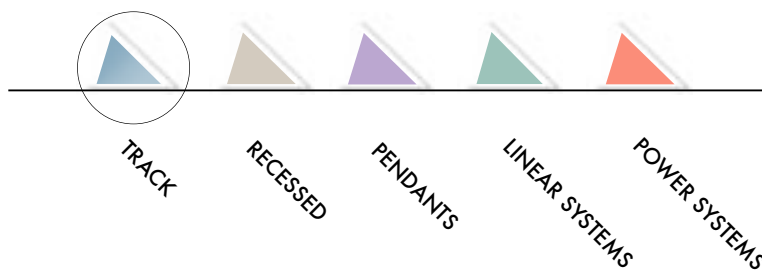 TRACK
RECESSED
PENDANTS
LINEAR SYSTEMS
POWER SYSTEMS